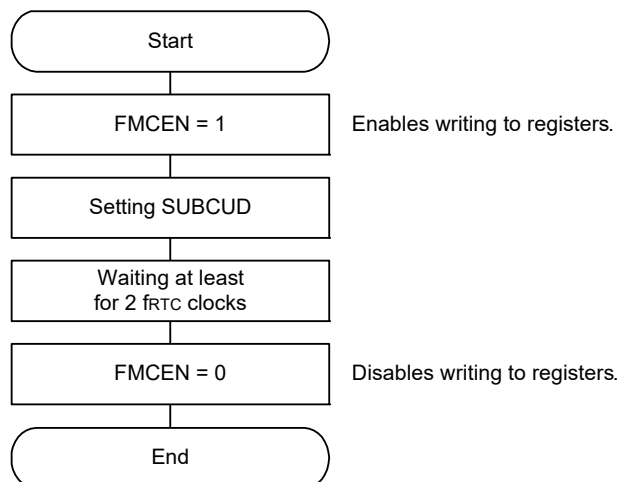 Start
FMCEN = 1
Enables writing to registers.
Setting SUBCUD
Waiting at least
for 2 fRTC clocks
FMCEN = 0
Disables writing to registers.
End